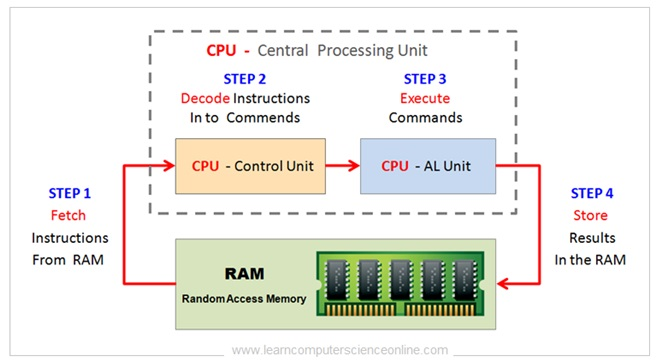 CPU - Central Processing Unit
STEP 2
Decode Instructions
In to Commends
STEP 3
Execute
Commands
CPU - Control Unit
CPU - AL Unit
STEP 1
Fetch
Instructions
From RAM
STEP 4
Store
Results
In the RAM
RAM
Random Access Memory
www.learncomputerscienceonline.com